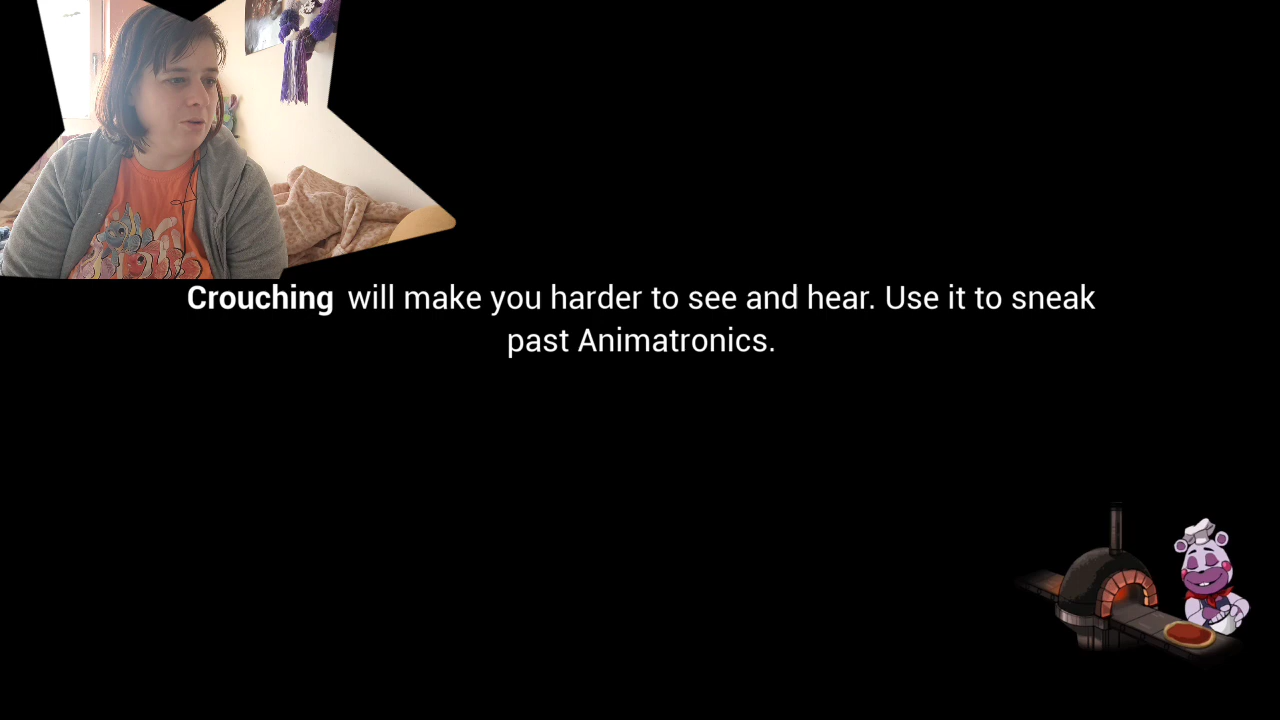 Crouching will make you harder to see and hear. Use it to sneak
past Animatronics.